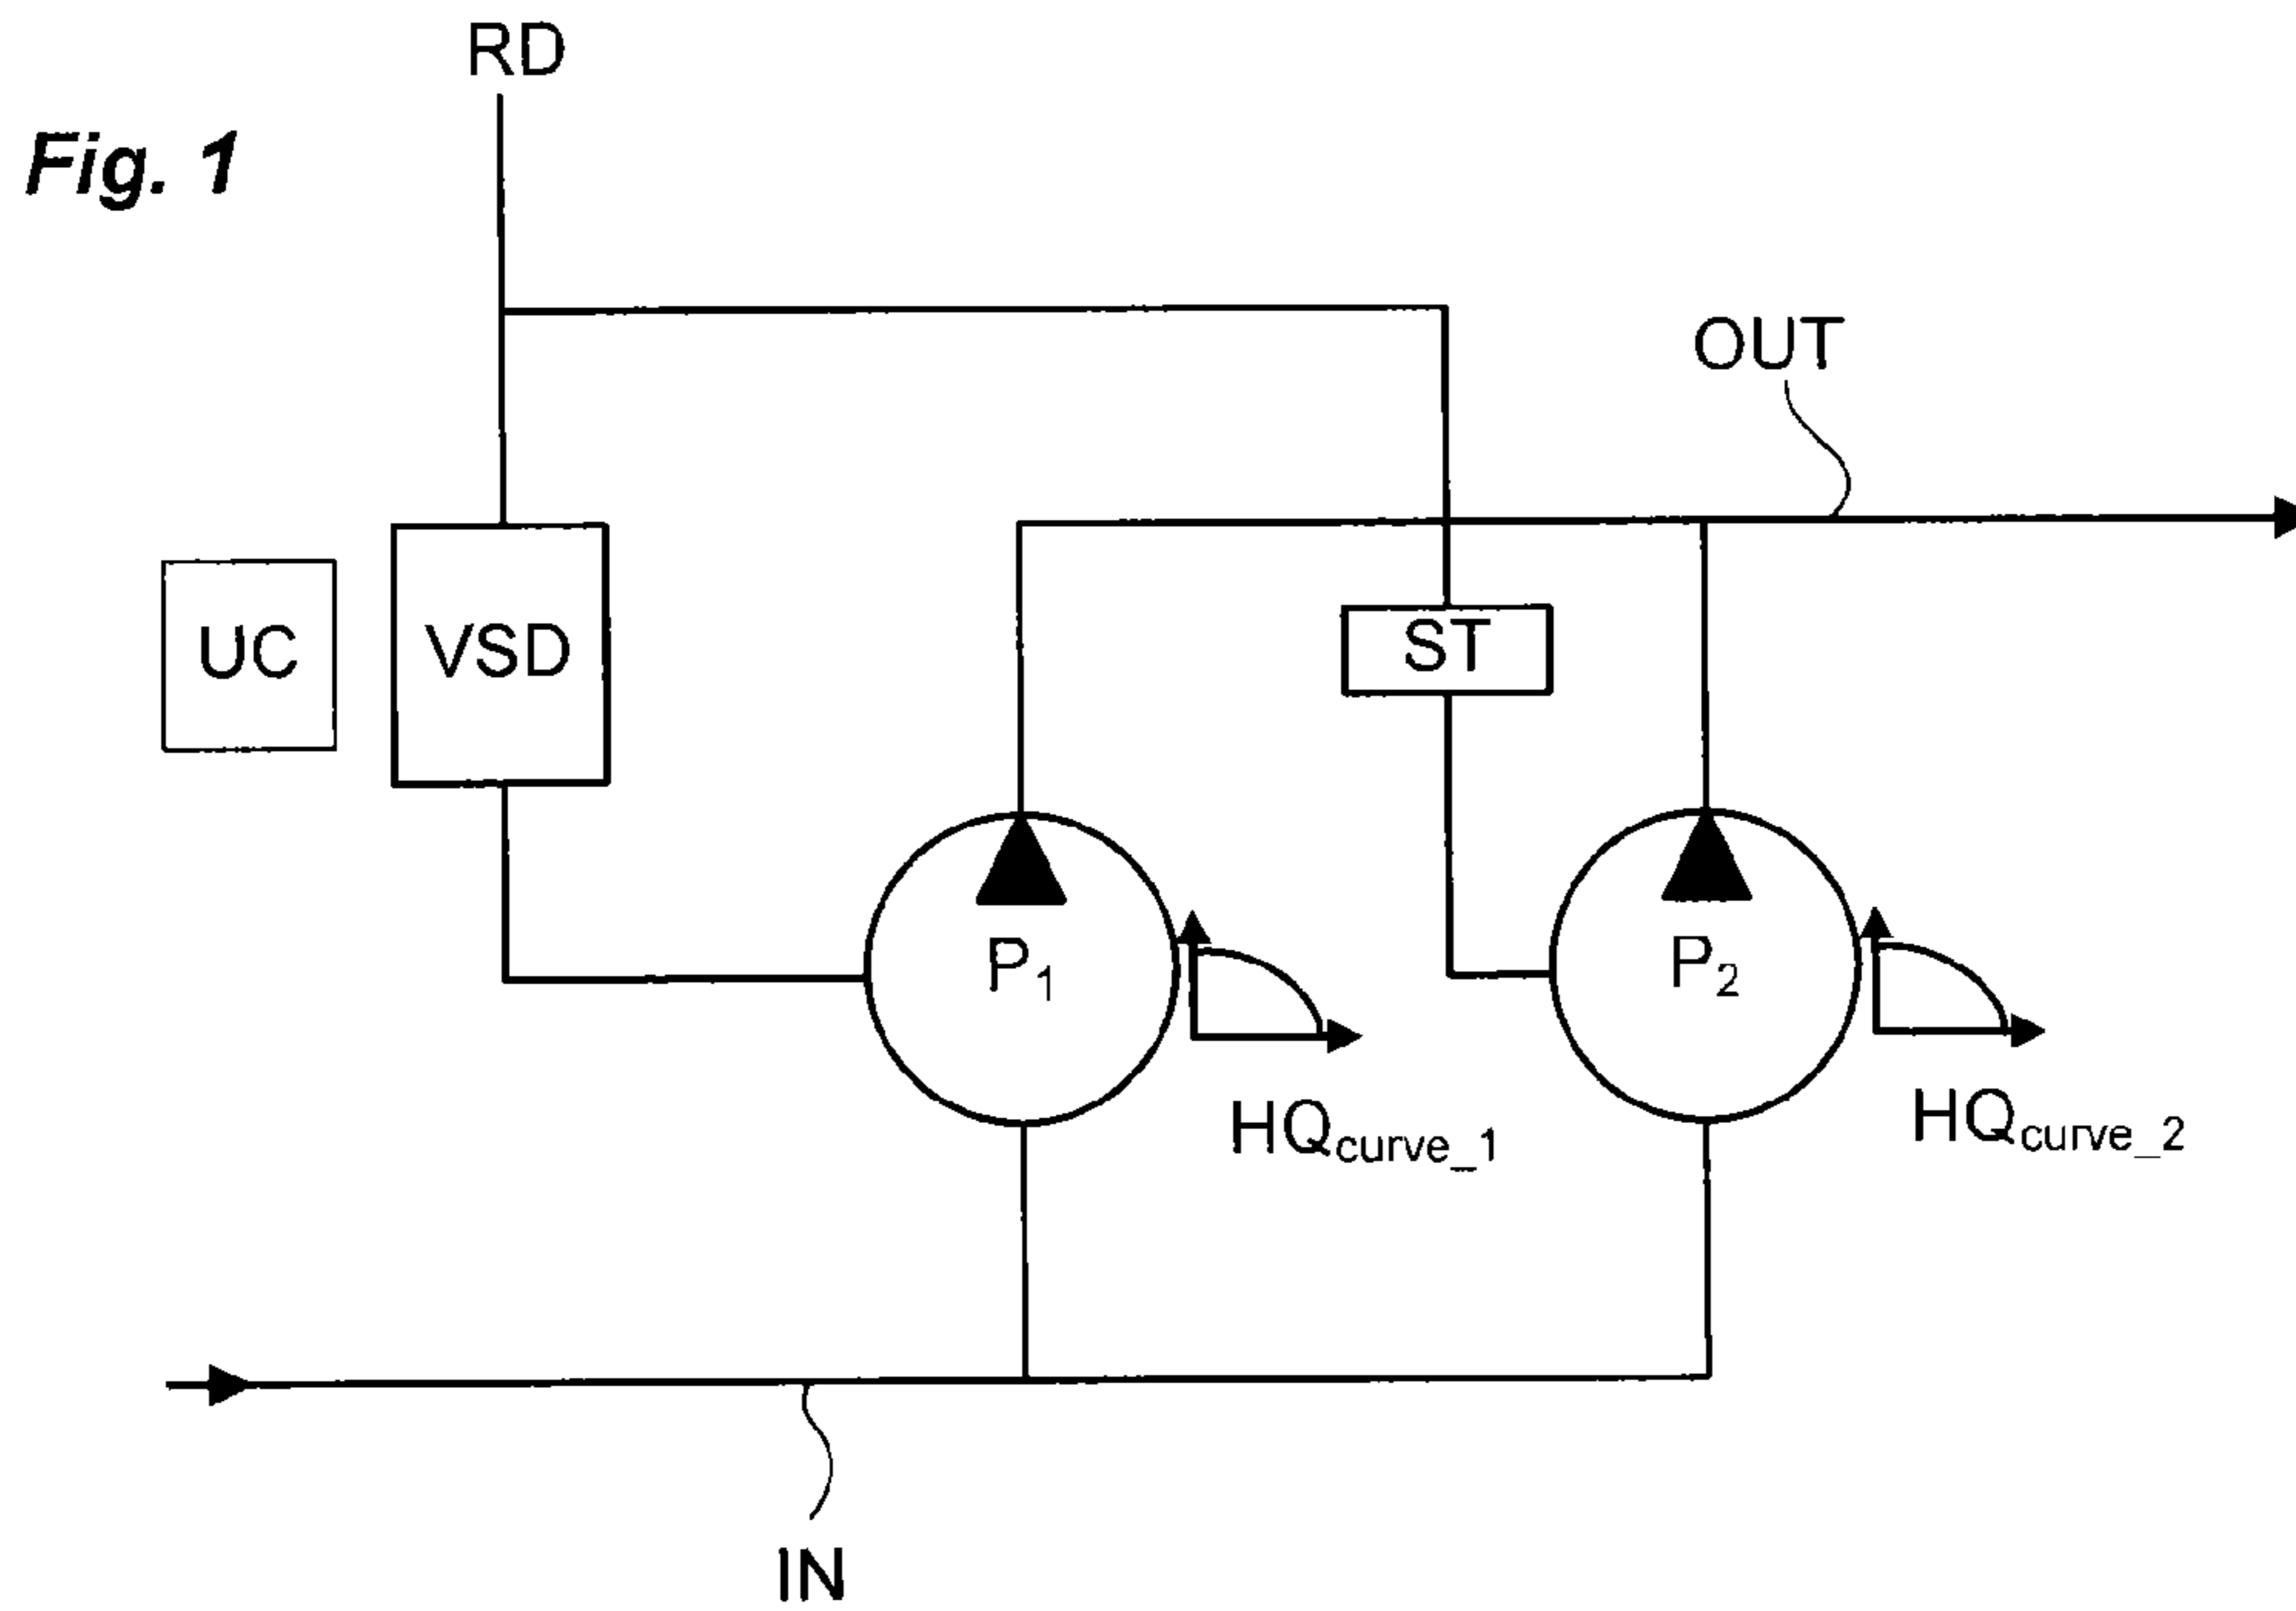 RD
Fig. 1
OUT
UC
VSD
ST
P1
P2
HQcurve_1
HQcurve_2
IN